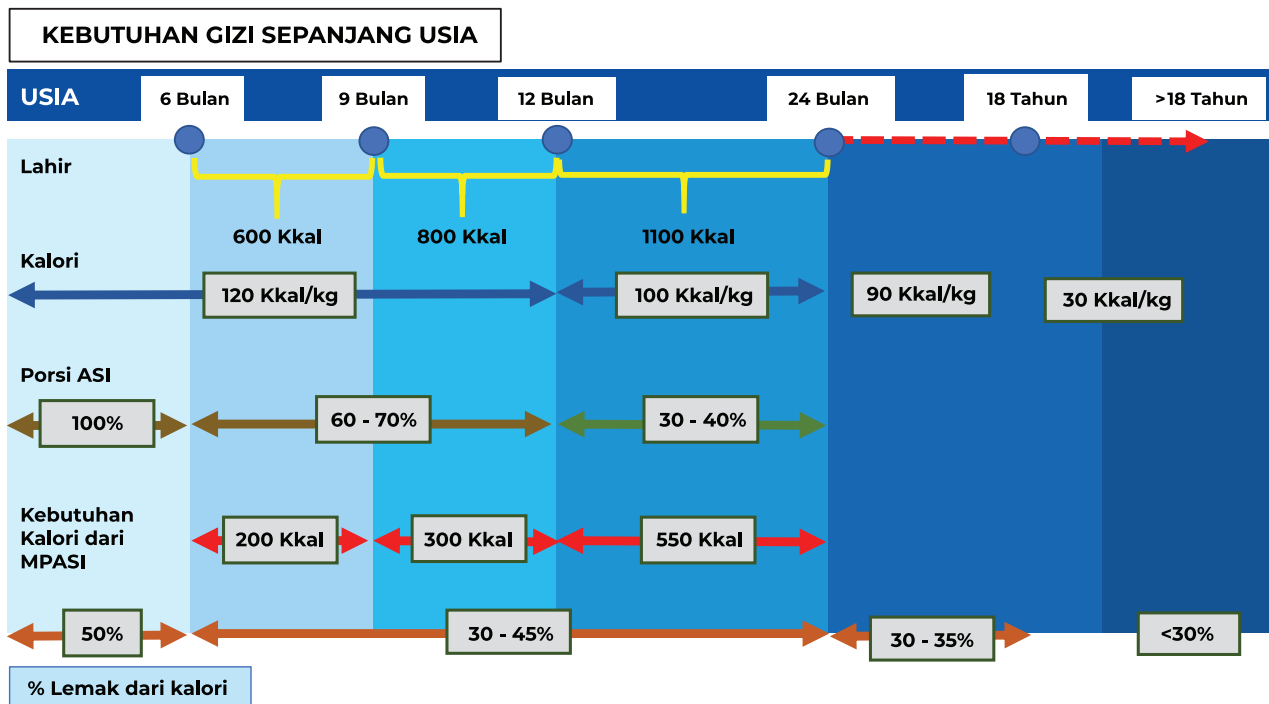 KEBUTUHAN GIZI SEPANJANG USIA
USIA
6 Bulan
9 Bulan
12 Bulan
24 Bulan
18 Tahun
>18 Tahun
Lahir
600 Kkal
800 Kkal
1100 Kkal
Kalori
120 Kkal/kg
100 Kkal/kg
90 Kkal/kg
30 Kkal/kg
Porsi ASI
100%
60 - 70%
30 - 40%
Kebutuhan
Kalori dari
MPASI
200 Kkal
300 Kkal
550 Kkal
50%
30 - 45%
30 - 35%
<30%
% Lemak dari kalori